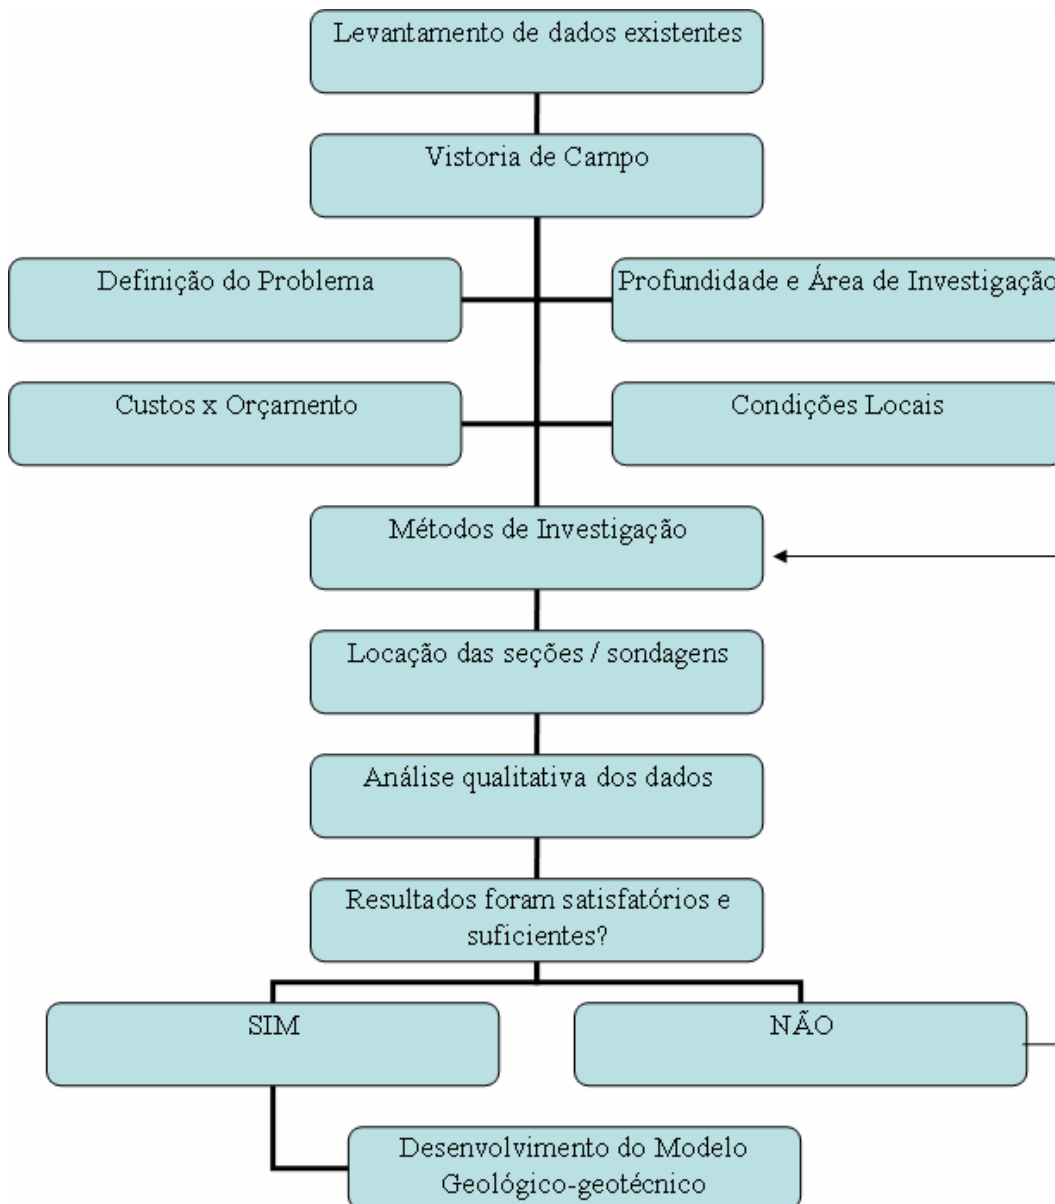 Levantamento de dados existentes
Vistoria de Campo
Definição do Problema
Profundidade e Área de Investigação
Custos x Orçamento
Condições Locais
Métodos de Investigação
Locação das seções / sondagens
Análise qualitativa dos dados
Resultados foram satisfatórios e
suficientes?
SIM
NÃO
Desenvolvimento do Modelo
Geológico-geotécnico